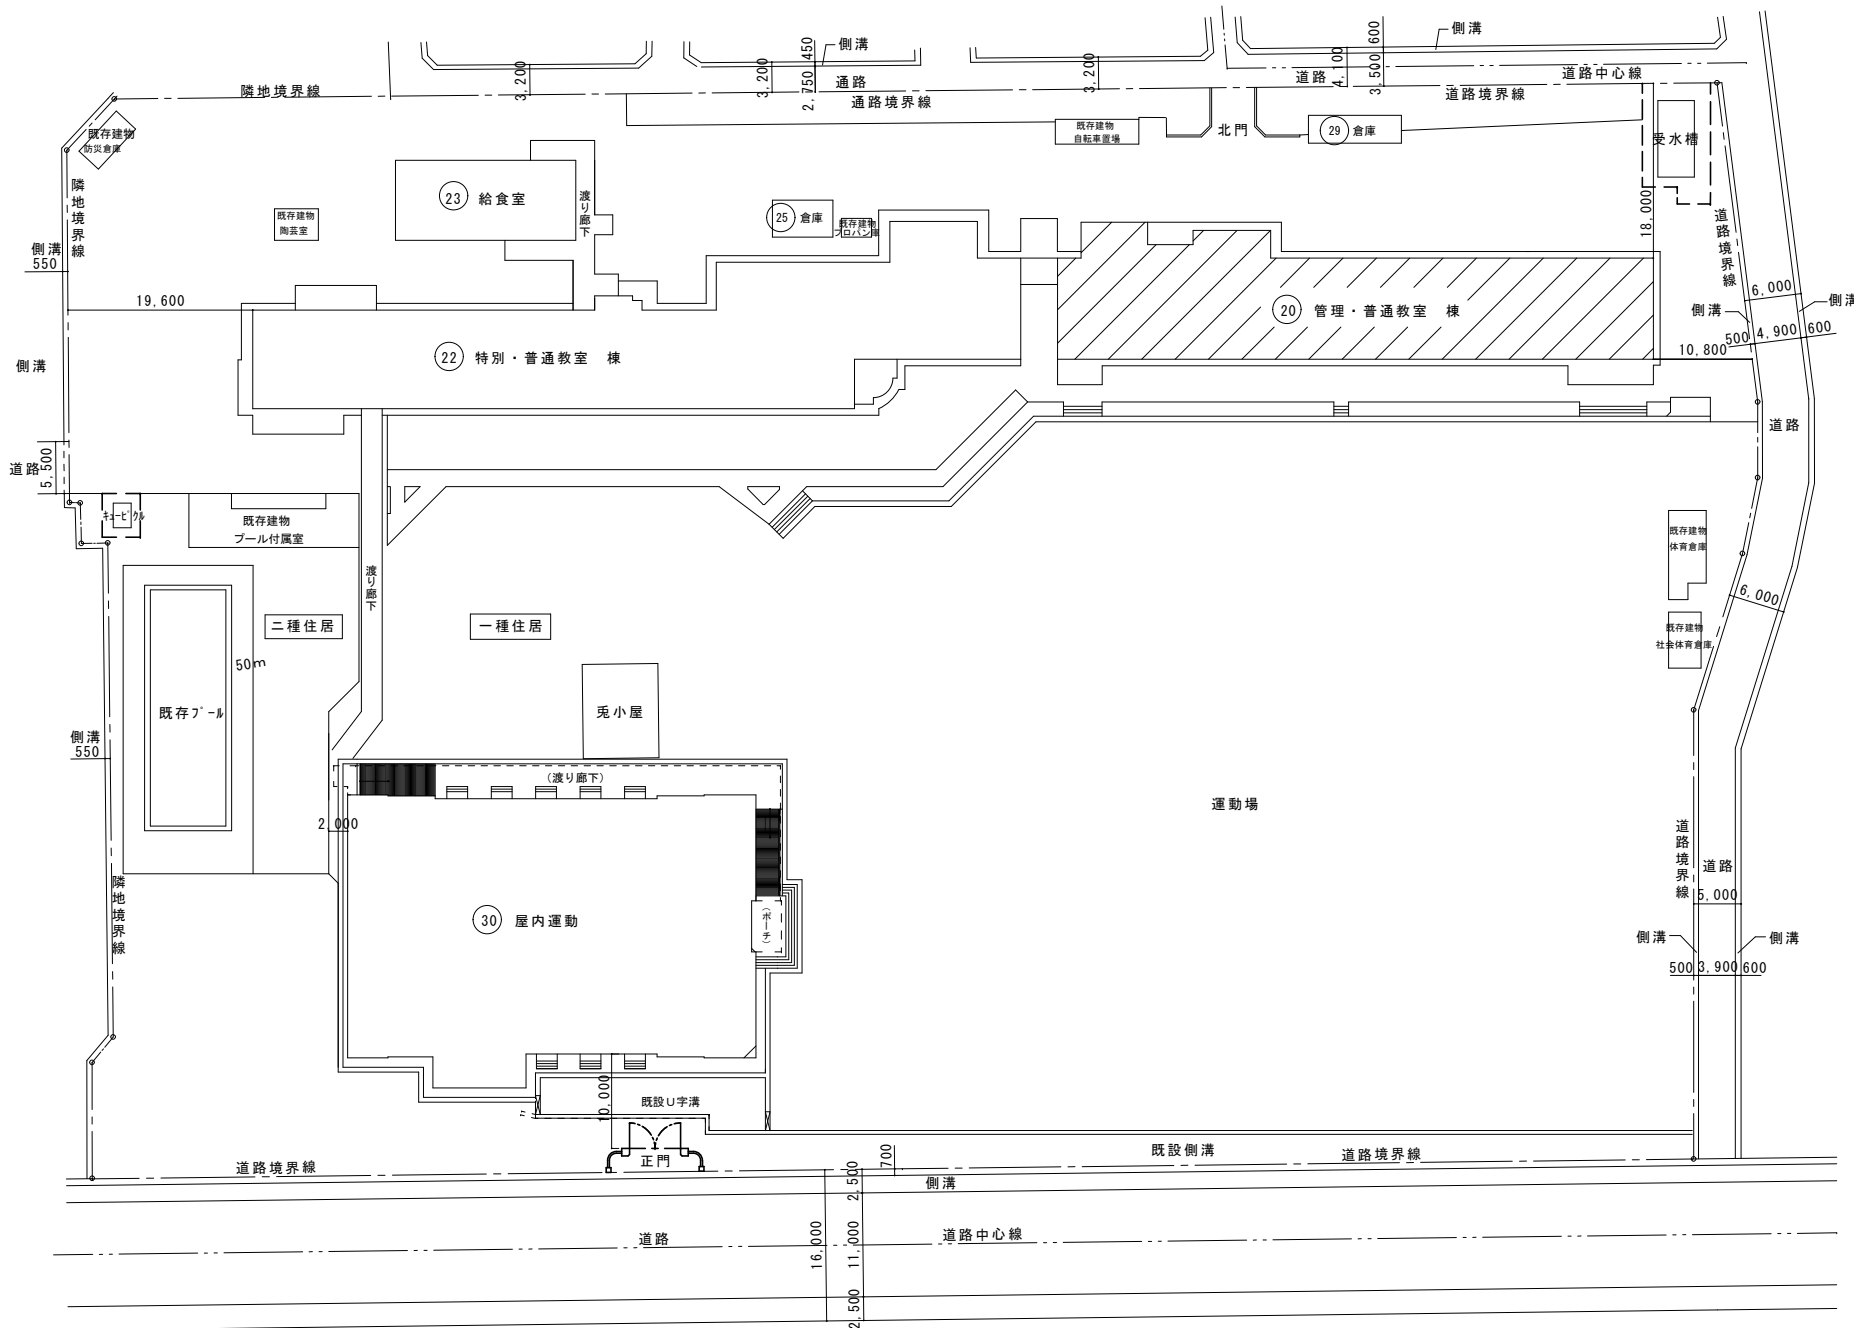 側溝
側溝
3,200
3,200
450
2,750
3,200
4,100
600
3,500
通路
道路
道路中心線
隣地境界線
通路境界線
道路境界線
既存建物
防災倉庫
既存建物
自転車置場
北門
29 倉庫
受水槽
隣地境界線
23 給食室
渡り廊下
既存建物
陶芸室
25 倉庫
既存建物
プロパン庫
18,000
道路境界線
側溝
550
19,600
6,000
側溝
側溝
20 管理・普通教室 棟
500 4,900 600
10,800
22 特別・普通教室 棟
側溝
道路
道路
5,500
キュービクル
既存建物
プール付属室
既存建物
体育倉庫
渡り廊下
6,000
二種住居
一種住居
既存建物
社会体育倉庫
50m
既存プール
兎小屋
側溝
550
(渡り廊下)
運動場
2,000
道路境界線
道路
隣地境界線
5,000
30 屋内運動
(ポーチ)
側溝
側溝
500 3,900 600
10,000
既設U字溝
正門
700
既設側溝
道路境界線
道路境界線
2,500
側溝
道路
道路中心線
16,000
11,000
2,500